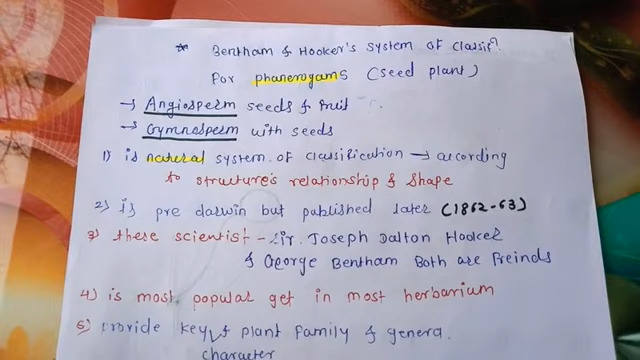 * Bentham & Hooker's System of classifⁿ
For phanerogams (seed plant)
→ Angiosperm seeds & fruit
→ Gymnosperm with seeds
1) is natural system of classification → according
to structure's relationship & shape
2) is pre darwin but published later (1862-63)
3) these scientist - Sir. Joseph Dalton Hooker
& George Bentham Both are Freinds
4) is most popular get in most herbarium
5) Provide key & plant family & genera.
character